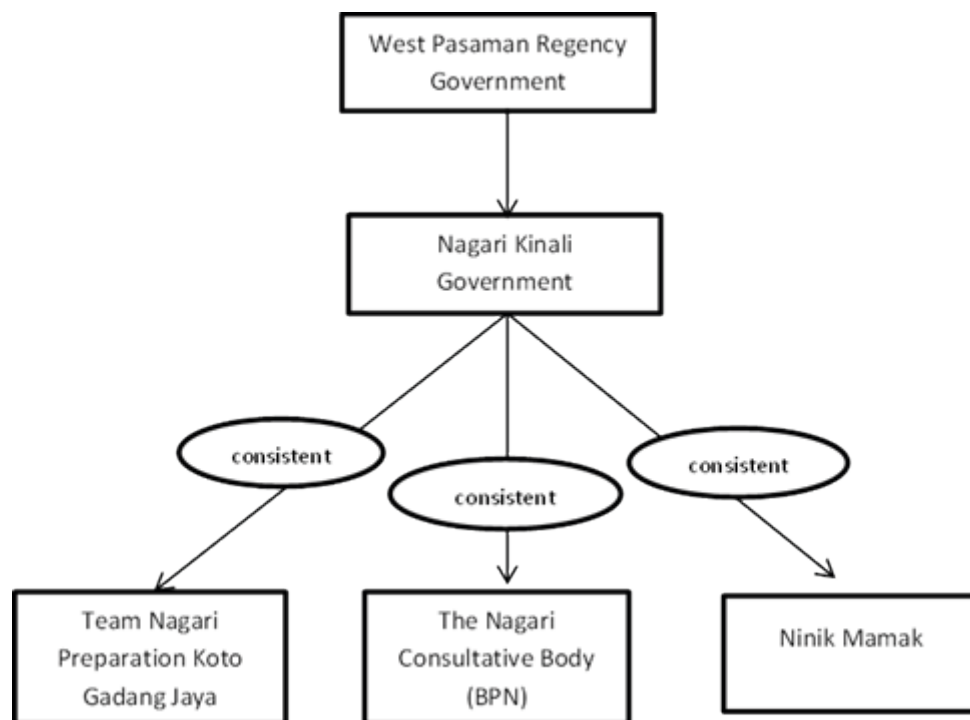 West Pasaman Regency
Government
Nagari Kinali
Government
consistent
consistent
consistent
Team Nagari
Preparation Koto
Gadang Jaya
The Nagari
Consultative Body
(BPN)
Ninik Mamak